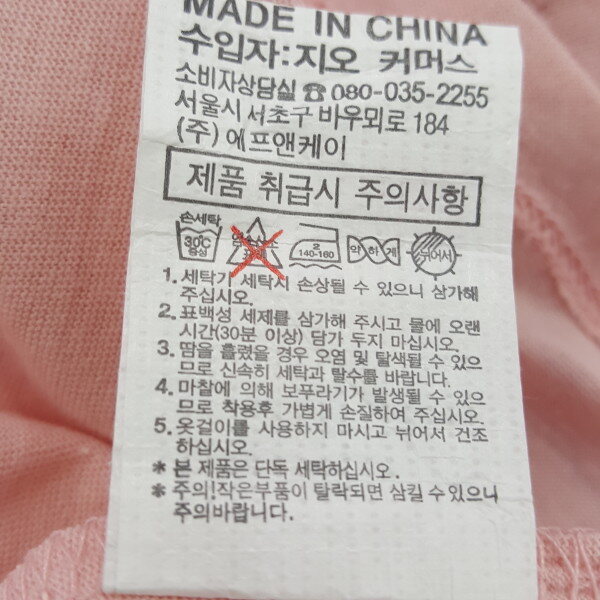 MADE IN CHINA
수입자:지오 커머스
소비자상담실 ☎ 080-035-2255
서울시 서초구 바우뫼로 184
(주) 에프앤케이
제품 취급시 주의사항
손세탁
30℃
중성
염소산소
표백
2
140-160
약하게
뉘어서
1. 세탁기 세탁시 손상될 수 있으니 삼가해
주십시오.
2. 표백성 세제를 삼가해 주시고 물에 오랜
시간(30분 이상) 담가 두지 마십시오.
3. 땀을 흘렸을 경우 오염 및 탈색될 수 있으
므로 신속히 세탁과 탈수를 바랍니다.
4. 마찰에 의해 보푸라기가 발생될 수 있으
므로 착용후 가볍게 손질하여 주십시오.
5. 옷걸이를 사용하지 마시고 뉘어서 건조
하십시오.
* 본 제품은 단독 세탁하십시오.
* 주의!작은부품이 탈락되면 삼킬 수있으니
주의바랍니다.